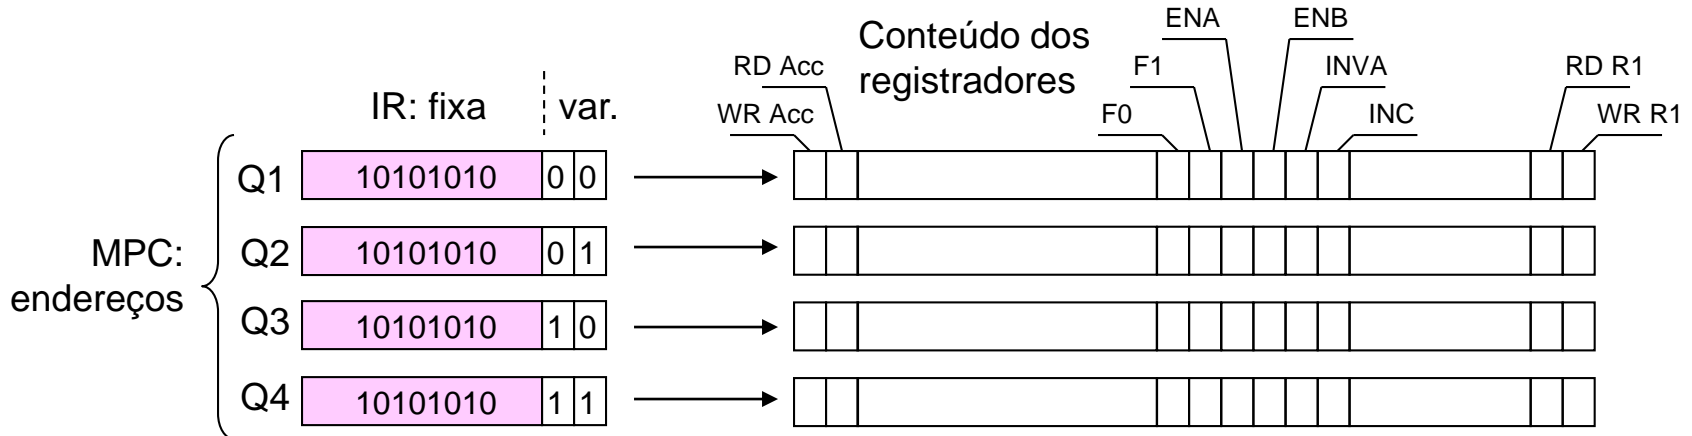 Conteúdo dos
registradores
ENA
ENB
RD Acc
F1
INVA
RD R1
IR: fixa
var.
WR Acc
F0
INC
WR R1
MPC:
endereços
Q1
10101010
0 0
Q2
10101010
0 1
Q3
10101010
1 0
Q4
10101010
1 1